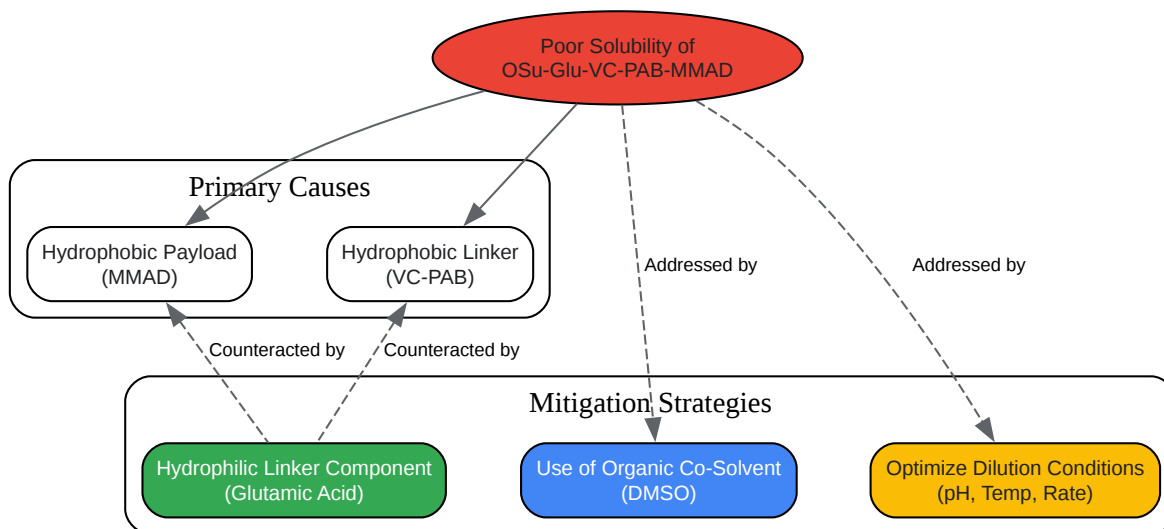 Poor Solubility of
OSu-Glu-VC-PAB-MMAD
Primary Causes
Hydrophobic Payload
(MMAD)
Hydrophobic Linker
(VC-PAB)
Addressed by
Addressed by
Counteracted by
Counteracted by
Mitigation Strategies
Hydrophilic Linker Component
(Glutamic Acid)
Use of Organic Co-Solvent
(DMSO)
Optimize Dilution Conditions
(pH, Temp, Rate)